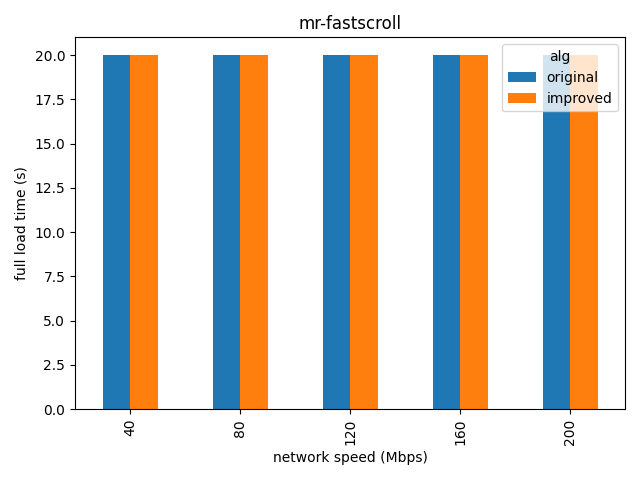 mr-fastscroll
alg
original
improved
full load time (s)
20.0
17.5
15.0
12.5
10.0
7.5
5.0
2.5
0.0
40
80
120
160
200
network speed (Mbps)